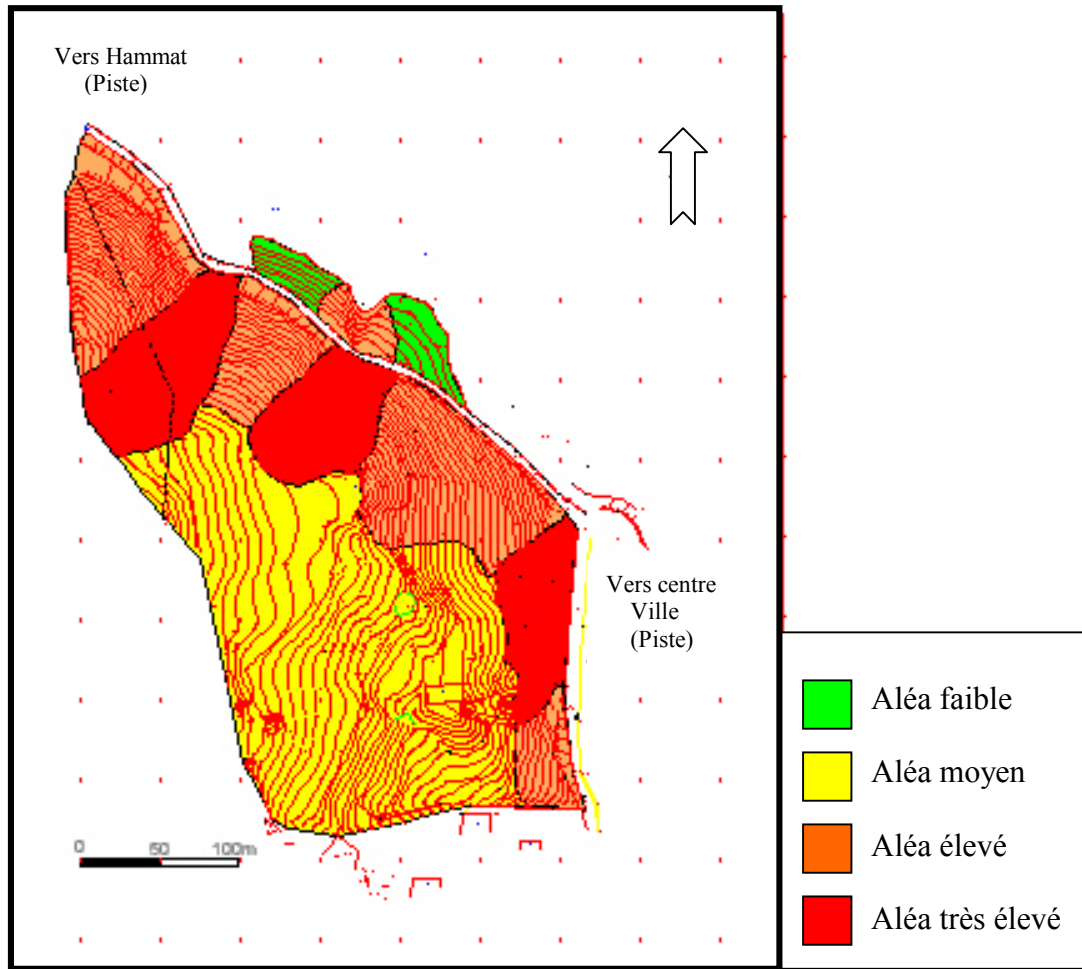 Vers Hammat
(Piste)
Vers centre
Ville
(Piste)
0 50 100m
Aléa faible
Aléa moyen
Aléa élevé
Aléa très élevé